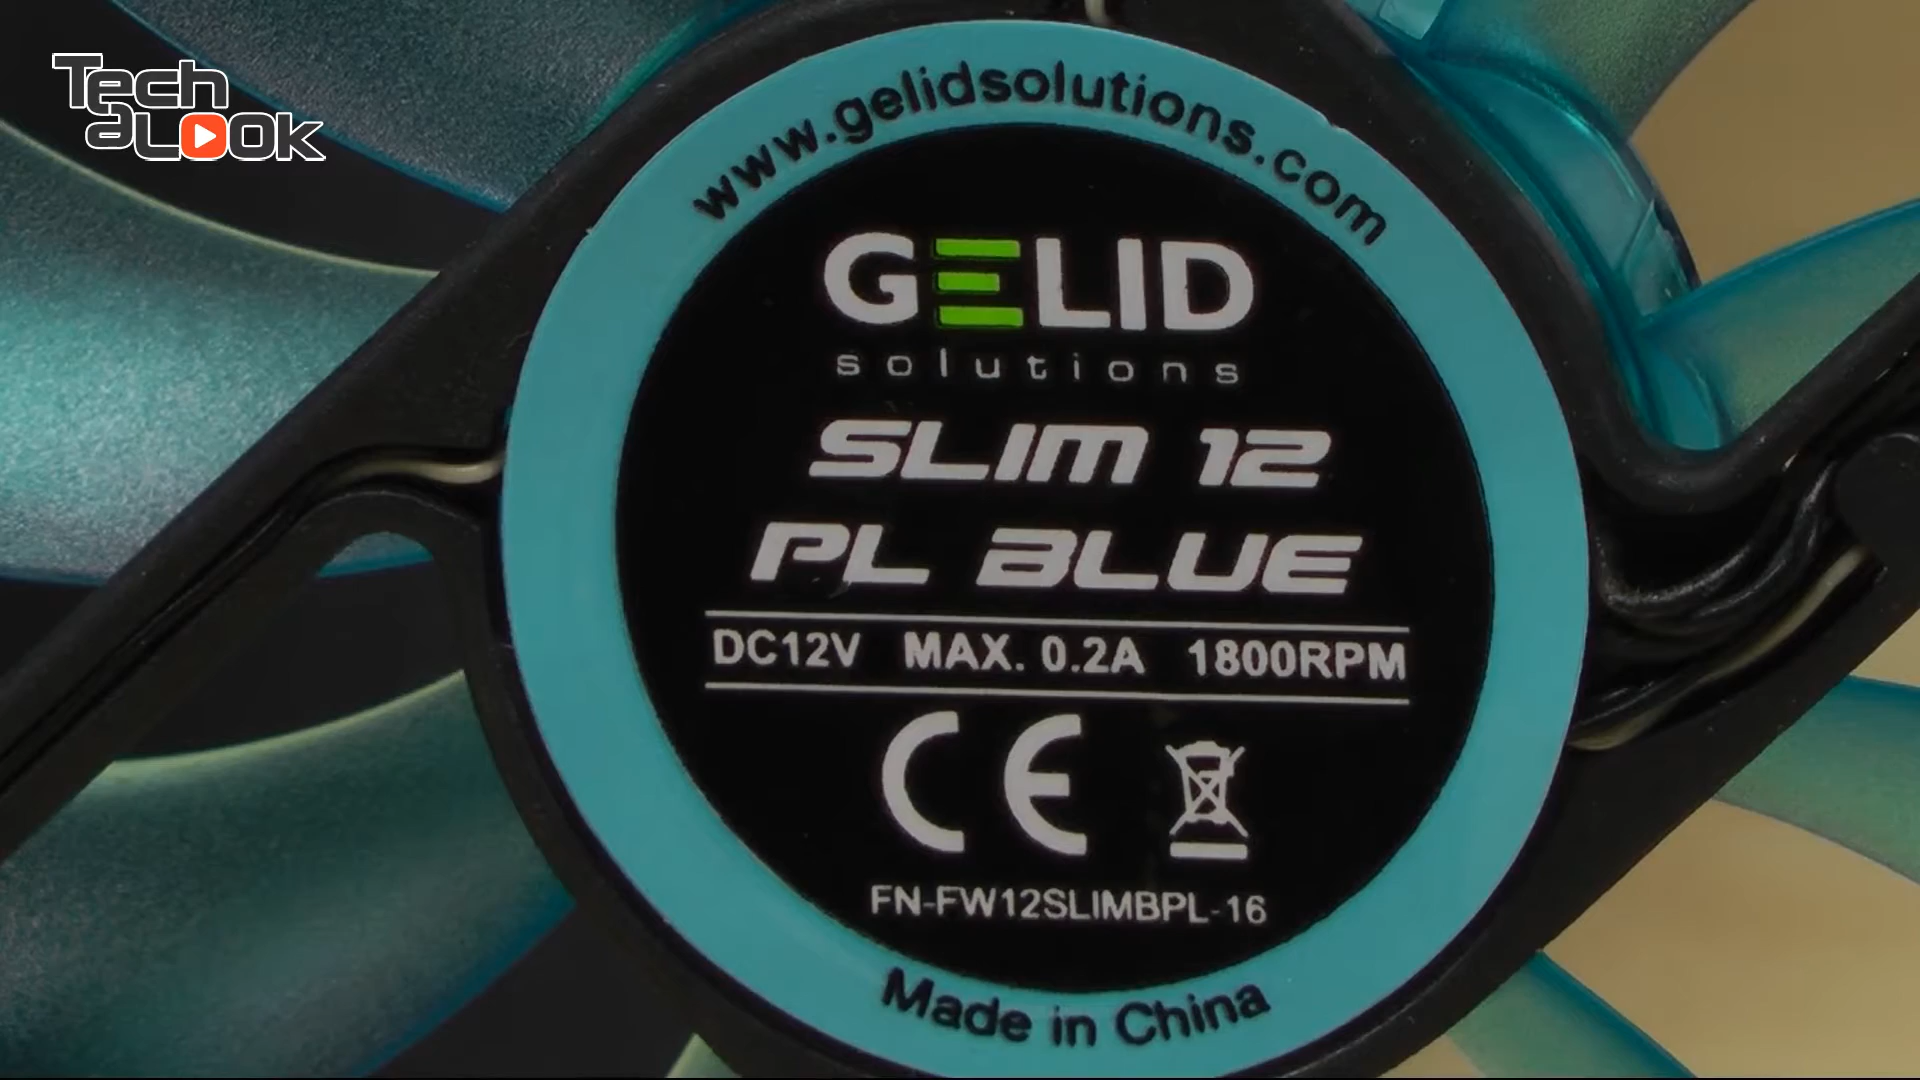 Tech
a LOOK
www.gelidsolutions.com
GELID
solutions
SLIM 12
PL BLUE
DC12V MAX. 0.2A 1800RPM
CE
FN-FW12SLIMBPL-16
Made in China